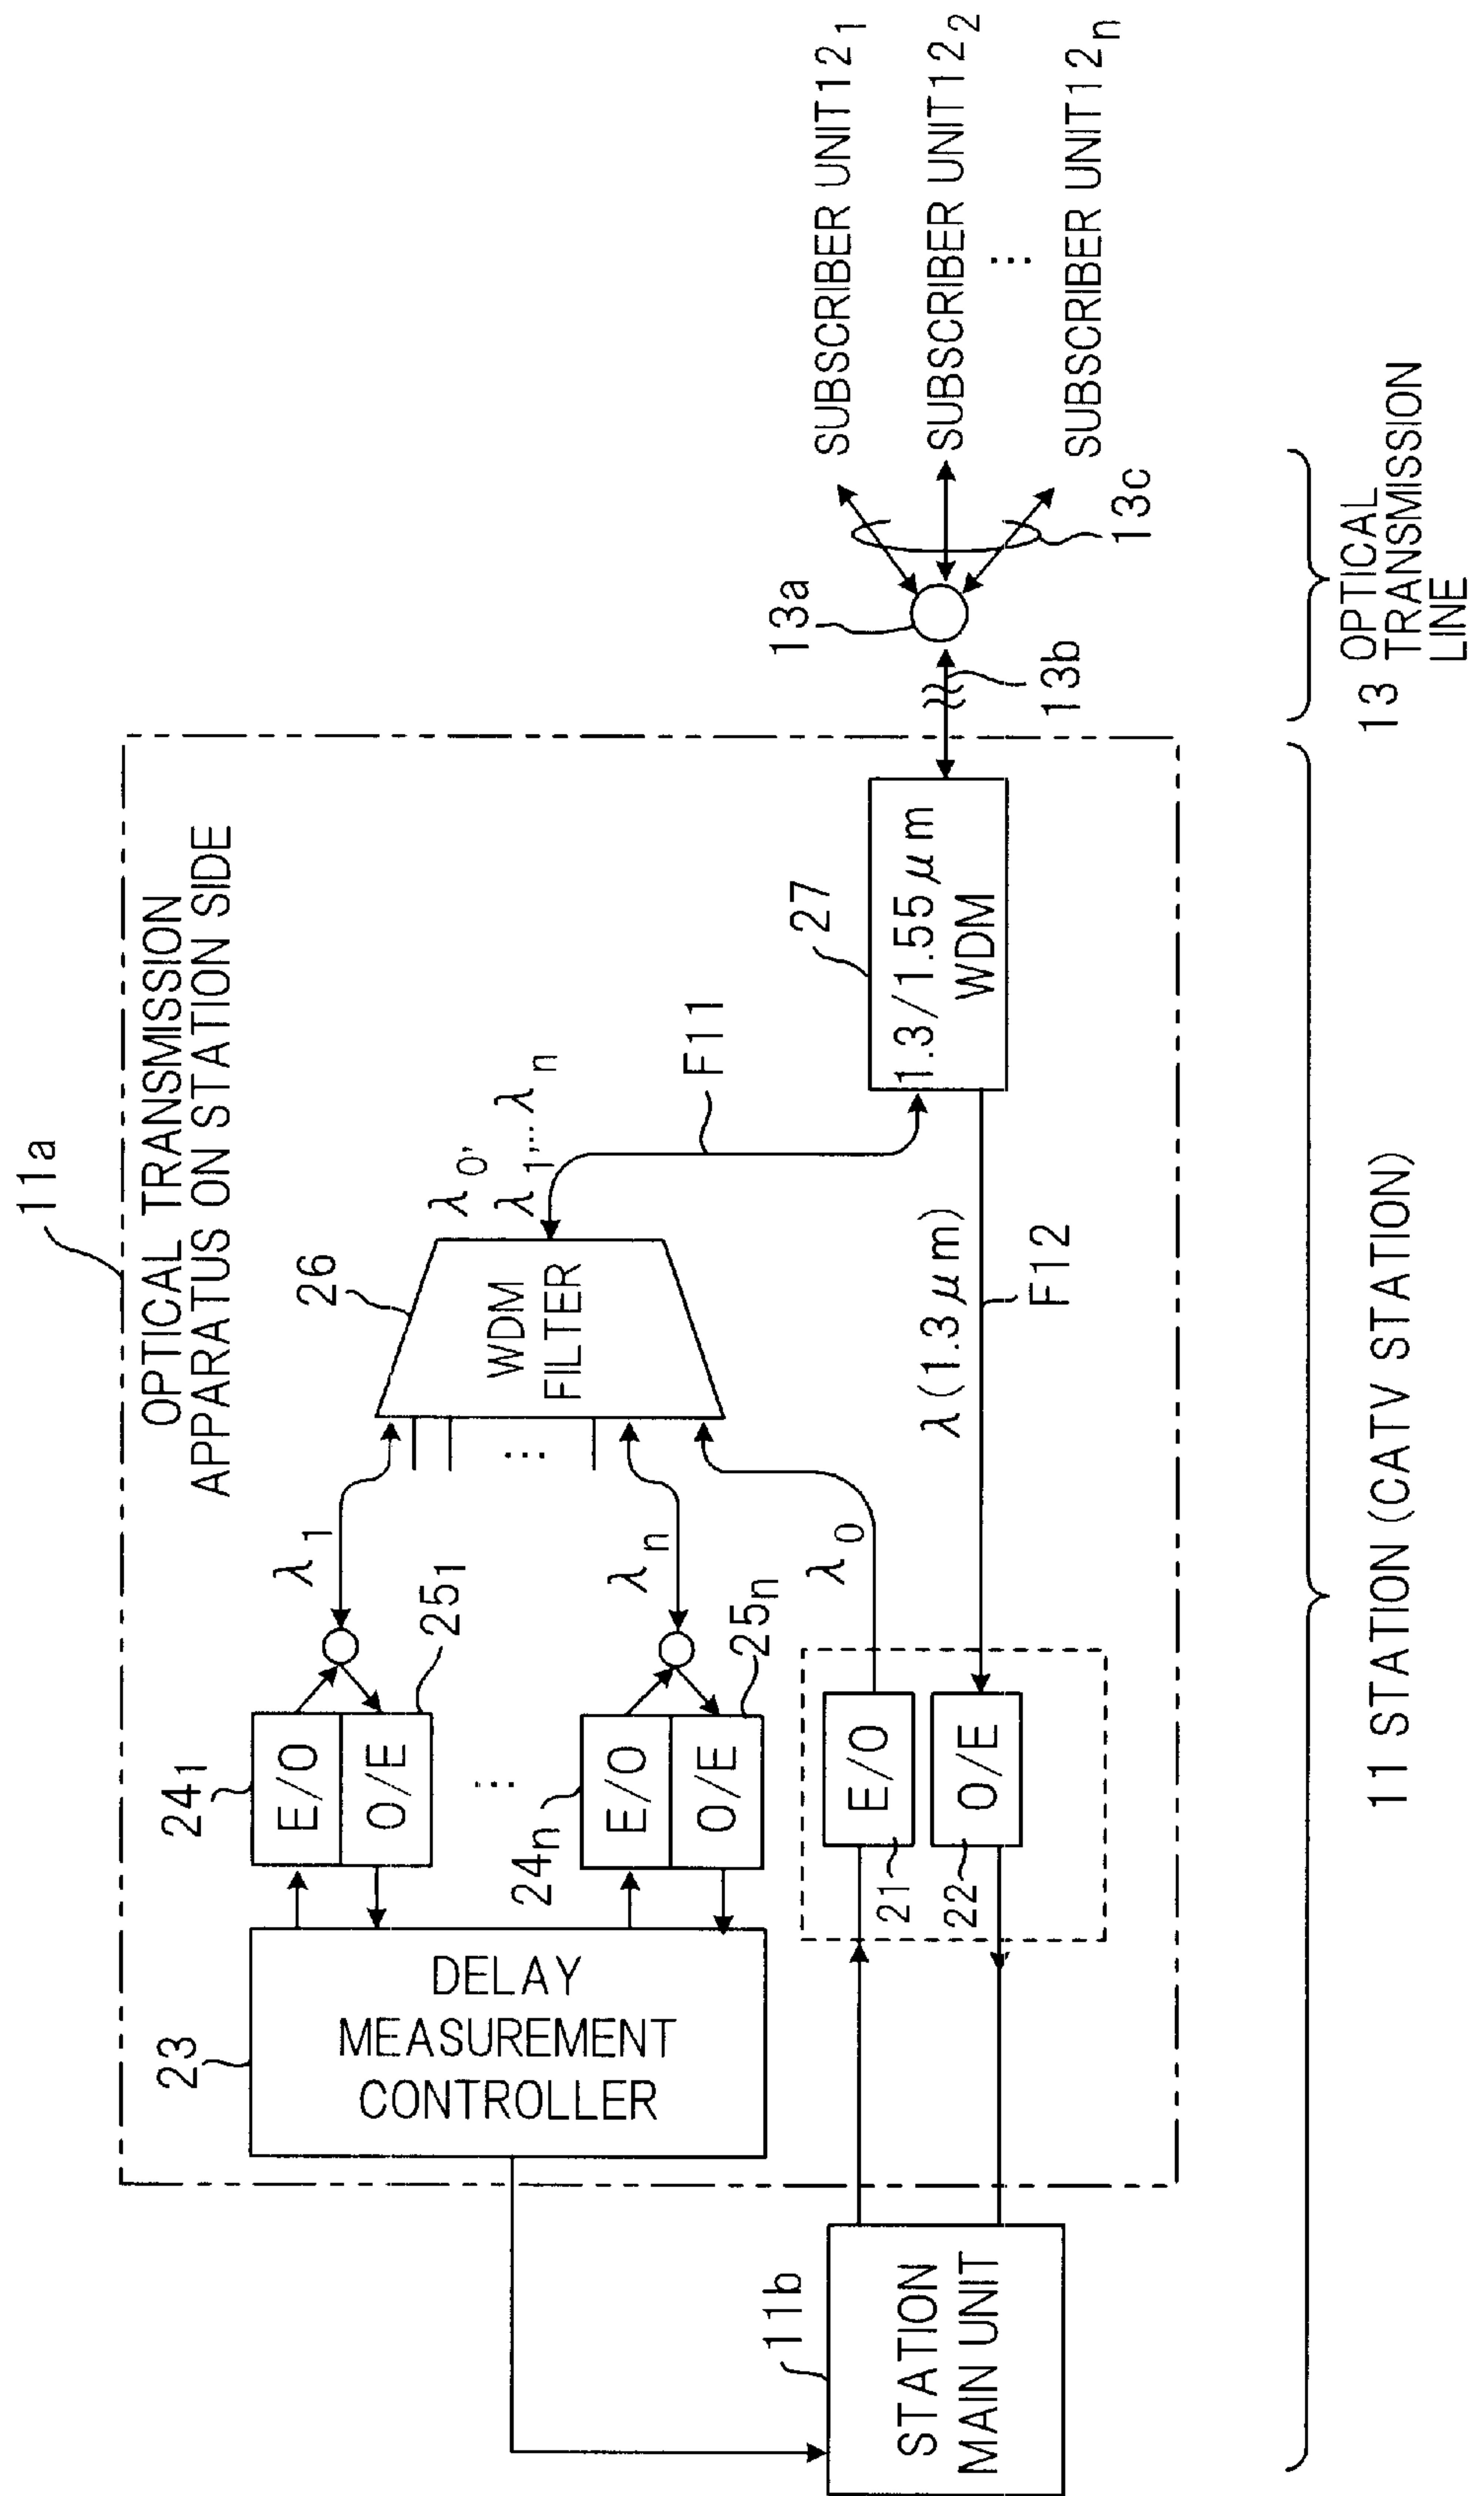 11a
OPTICAL TRANSMISSION
APPARATUS ON STATION SIDE
23
DELAY
MEASUREMENT
CONTROLLER
24₁
E/O
O/E
25₁
λ₁
⋮
24ₙ
E/O
O/E
25ₙ
λₙ
26
WDM
FILTER
⋮
λ₀,
λ₁,… λₙ
F11
27
1.3/1.55μm
WDM
λ₀
E/O
21
O/E
22
λ(1.3μm)
F12
11b
STATION
MAIN UNIT
13a
13b
13c
SUBSCRIBER UNIT12₁
SUBSCRIBER UNIT12₂
⋮
SUBSCRIBER UNIT12ₙ
11 STATION (CATV STATION)
13 OPTICAL
TRANSMISSION
LINE